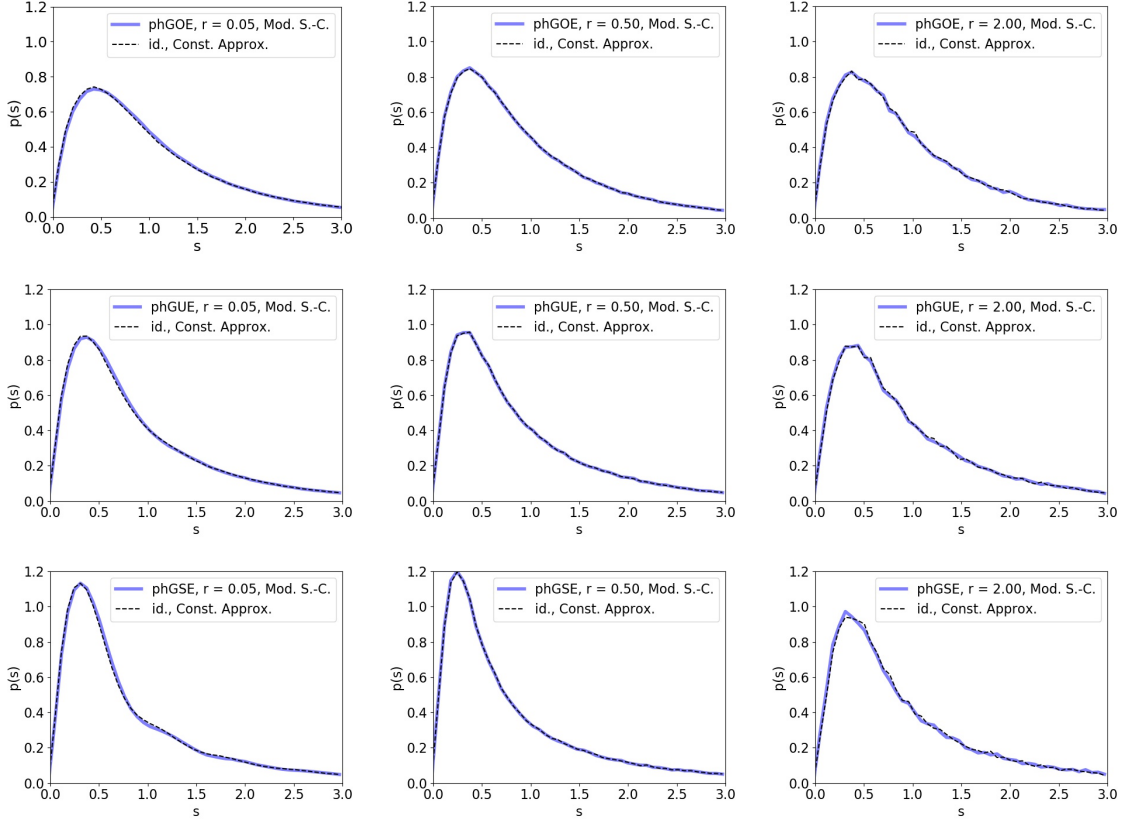 phGOE, r = 0.05, Mod. S.-C.
id., Const. Approx.
1.2
1.0
0.8
0.6
0.4
0.2
0.0
p(s)
0.0 0.5 1.0 1.5 2.0 2.5 3.0
s
phGOE, r = 0.50, Mod. S.-C.
id., Const. Approx.
1.2
1.0
0.8
0.6
0.4
0.2
0.0
p(s)
0.0 0.5 1.0 1.5 2.0 2.5 3.0
s
phGOE, r = 2.00, Mod. S.-C.
id., Const. Approx.
1.2
1.0
0.8
0.6
0.4
0.2
0.0
p(s)
0.0 0.5 1.0 1.5 2.0 2.5 3.0
s
phGUE, r = 0.05, Mod. S.-C.
id., Const. Approx.
1.2
1.0
0.8
0.6
0.4
0.2
0.0
p(s)
0.0 0.5 1.0 1.5 2.0 2.5 3.0
s
phGUE, r = 0.50, Mod. S.-C.
id., Const. Approx.
1.2
1.0
0.8
0.6
0.4
0.2
0.0
p(s)
0.0 0.5 1.0 1.5 2.0 2.5 3.0
s
phGUE, r = 2.00, Mod. S.-C.
id., Const. Approx.
1.2
1.0
0.8
0.6
0.4
0.2
0.0
p(s)
0.0 0.5 1.0 1.5 2.0 2.5 3.0
s
phGSE, r = 0.05, Mod. S.-C.
id., Const. Approx.
1.2
1.0
0.8
0.6
0.4
0.2
0.0
p(s)
0.0 0.5 1.0 1.5 2.0 2.5 3.0
s
phGSE, r = 0.50, Mod. S.-C.
id., Const. Approx.
1.2
1.0
0.8
0.6
0.4
0.2
0.0
p(s)
0.0 0.5 1.0 1.5 2.0 2.5 3.0
s
phGSE, r = 2.00, Mod. S.-C.
id., Const. Approx.
1.2
1.0
0.8
0.6
0.4
0.2
0.0
p(s)
0.0 0.5 1.0 1.5 2.0 2.5 3.0
s